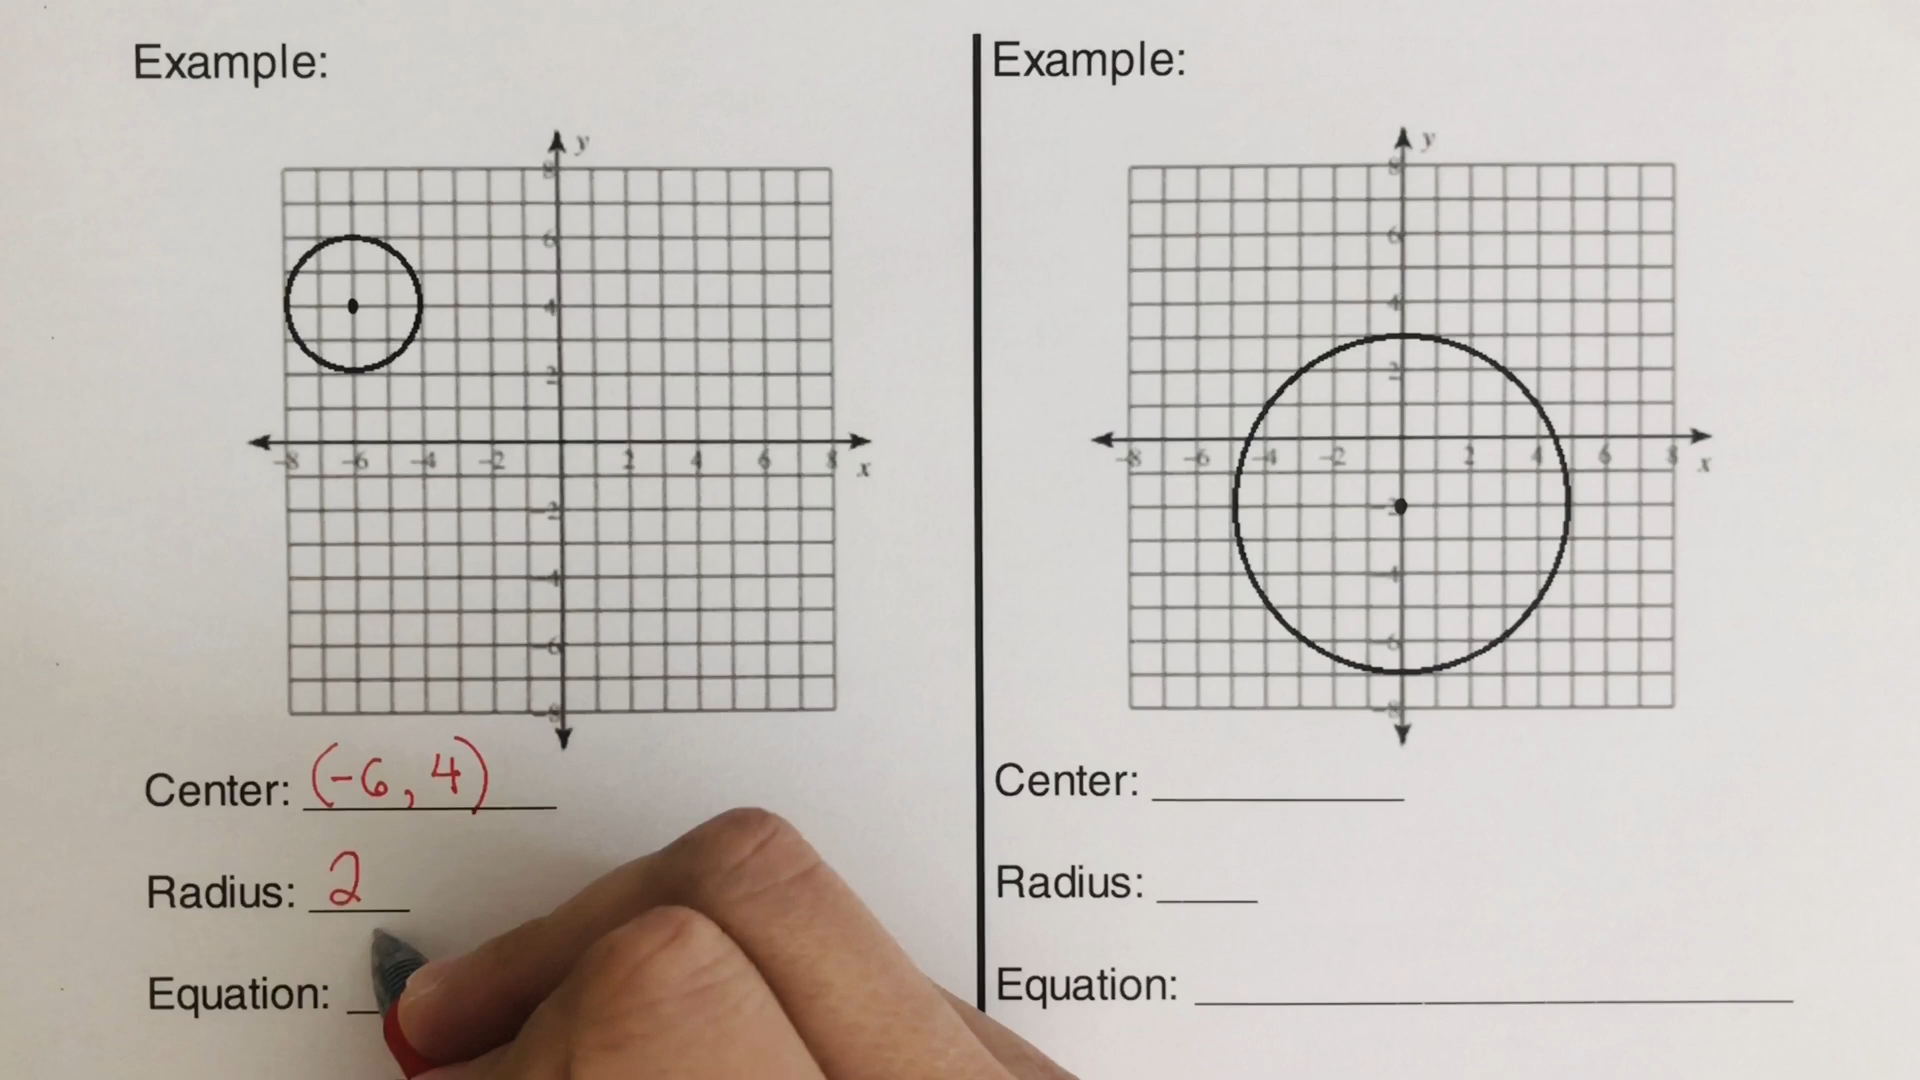 Example:
y
8
6
4
2
-8 -6 -4 -2 2 4 6 8
x
-2
-4
-6
-8
Center: (-6, 4)
Radius: 2
Equation:
Example:
y
8
6
4
2
-8 -6 -4 -2 2 4 6 8
x
-4
-6
-8
Center:
Radius:
Equation: